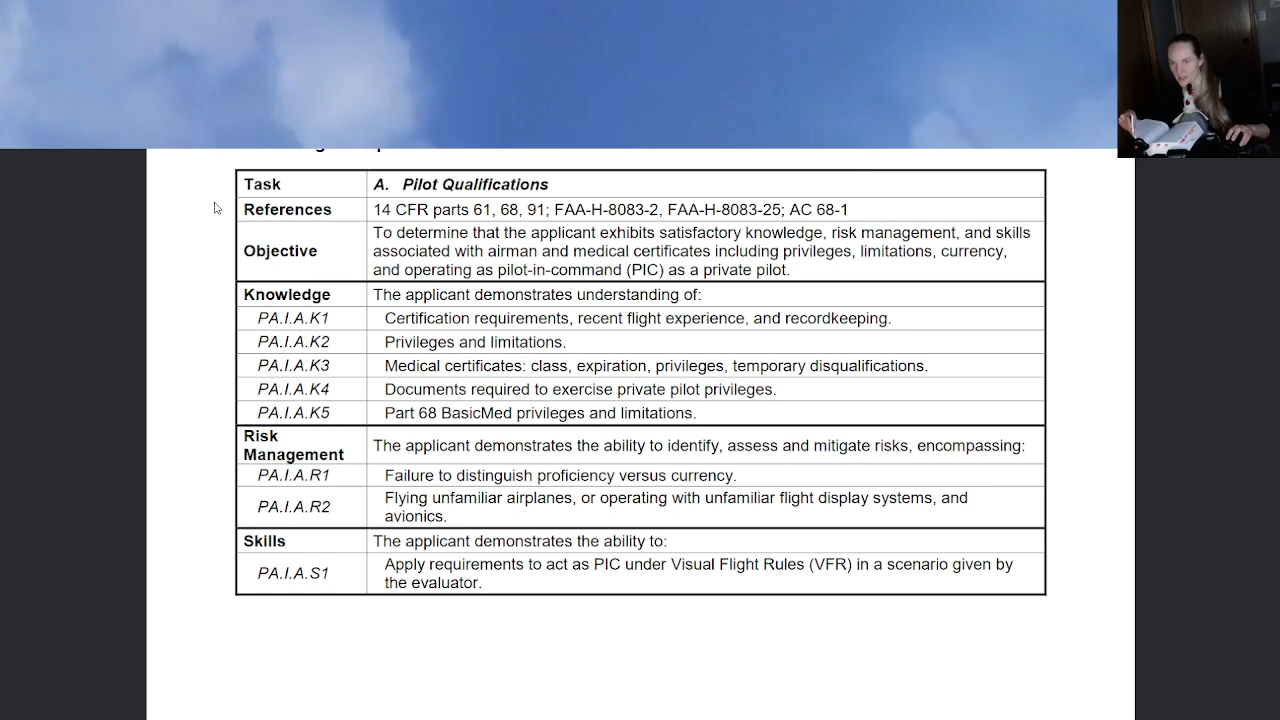 Task A. Pilot Qualifications
References 14 CFR parts 61, 68, 91; FAA-H-8083-2, FAA-H-8083-25; AC 68-1
Objective To determine that the applicant exhibits satisfactory knowledge, risk management, and skills
associated with airman and medical certificates including privileges, limitations, currency,
and operating as pilot-in-command (PIC) as a private pilot.
Knowledge The applicant demonstrates understanding of:
PA.I.A.K1 Certification requirements, recent flight experience, and recordkeeping.
PA.I.A.K2 Privileges and limitations.
PA.I.A.K3 Medical certificates: class, expiration, privileges, temporary disqualifications.
PA.I.A.K4 Documents required to exercise private pilot privileges.
PA.I.A.K5 Part 68 BasicMed privileges and limitations.
Risk
Management The applicant demonstrates the ability to identify, assess and mitigate risks, encompassing:
PA.I.A.R1 Failure to distinguish proficiency versus currency.
PA.I.A.R2 Flying unfamiliar airplanes, or operating with unfamiliar flight display systems, and
avionics.
Skills The applicant demonstrates the ability to:
PA.I.A.S1 Apply requirements to act as PIC under Visual Flight Rules (VFR) in a scenario given by
the evaluator.